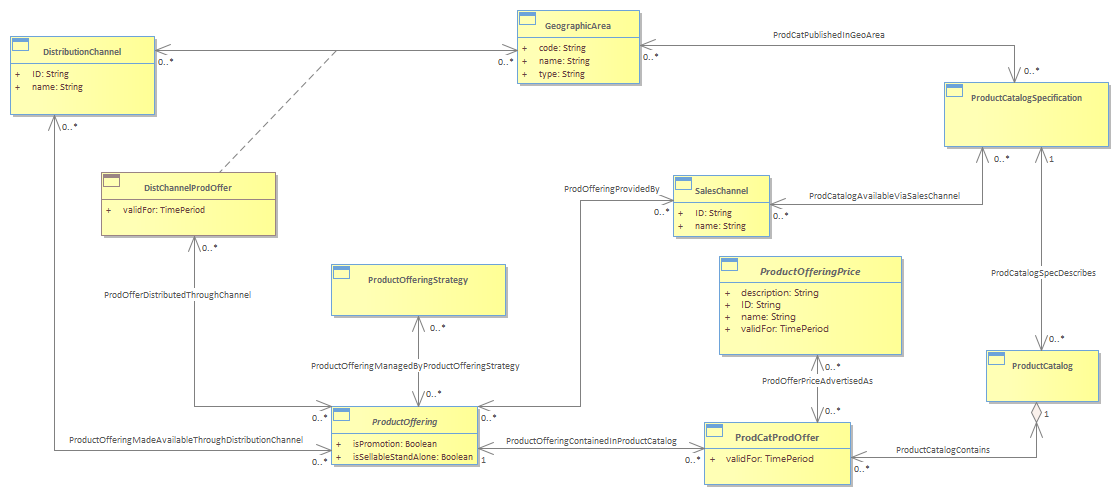 GeographicArea
+ code: String
+ name: String
+ type: String
0..*
0..*
0..*
ProdCatPublishedInGeoArea
0..*
DistributionChannel
+ ID: String
+ name: String
0..*
ProductCatalogSpecification
0..*
1
DistChannelProdOffer
+ validFor: TimePeriod
0..*
ProdOfferingProvidedBy
0..*
SalesChannel
+ ID: String
+ name: String
ProdCatalogAvailableViaSalesChannel
0..*
ProductOfferingStrategy
0..*
ProductOfferingPrice
+ description: String
+ ID: String
+ name: String
+ validFor: TimePeriod
ProdCatalogSpecDescribes
ProdOfferDistributedThroughChannel
0..*
ProductCatalog
1
ProductOfferingManagedByProductOfferingStrategy
0..*
ProdOfferPriceAdvertisedAs
0..*
0..*
0..*
0..*
ProductOffering
+ isPromotion: Boolean
+ isSellableStandAlone: Boolean
ProductOfferingMadeAvailableThroughDistributionChannel
0..*
ProductOfferingContainedInProductCatalog
1
0..*
ProdCatProdOffer
+ validFor: TimePeriod
ProductCatalogContains
0..*